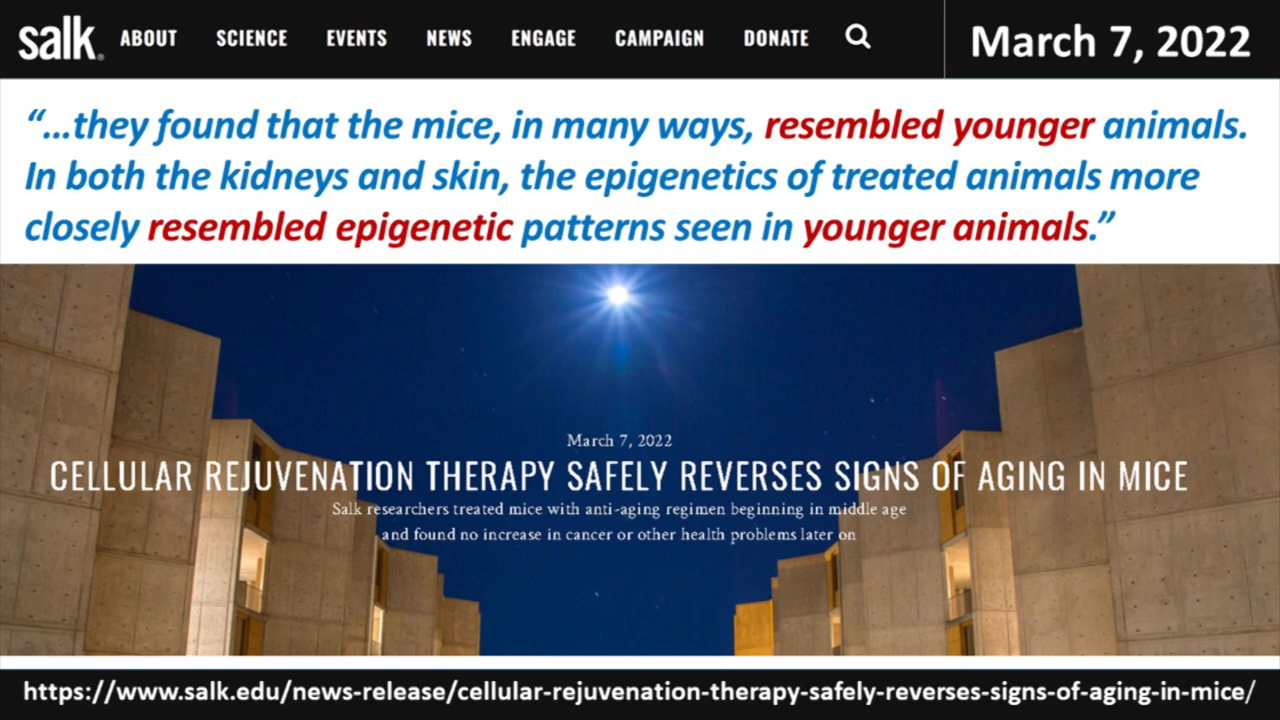 salk® ABOUT SCIENCE EVENTS NEWS ENGAGE CAMPAIGN DONATE March 7, 2022
“...they found that the mice, in many ways, resembled younger animals.
In both the kidneys and skin, the epigenetics of treated animals more
closely resembled epigenetic patterns seen in younger animals.”
March 7, 2022
CELLULAR REJUVENATION THERAPY SAFELY REVERSES SIGNS OF AGING IN MICE
Salk researchers treated mice with anti-aging regimen beginning in middle age
and found no increase in cancer or other health problems later on
https://www.salk.edu/news-release/cellular-rejuvenation-therapy-safely-reverses-signs-of-aging-in-mice/